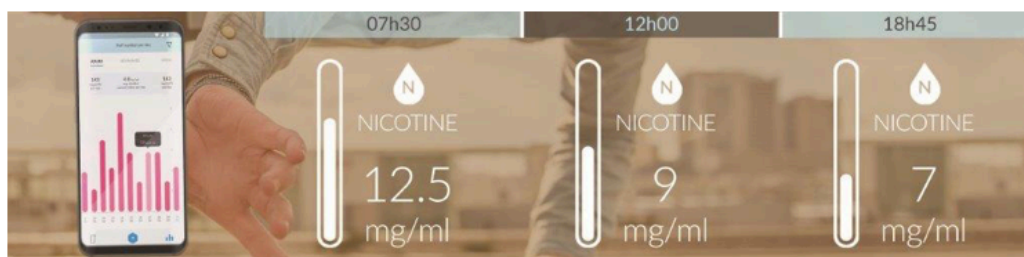 07h30
12h00
18h45
N
N
N
NICOTINE
NICOTINE
NICOTINE
12.5
9
7
mg/ml
mg/ml
mg/ml